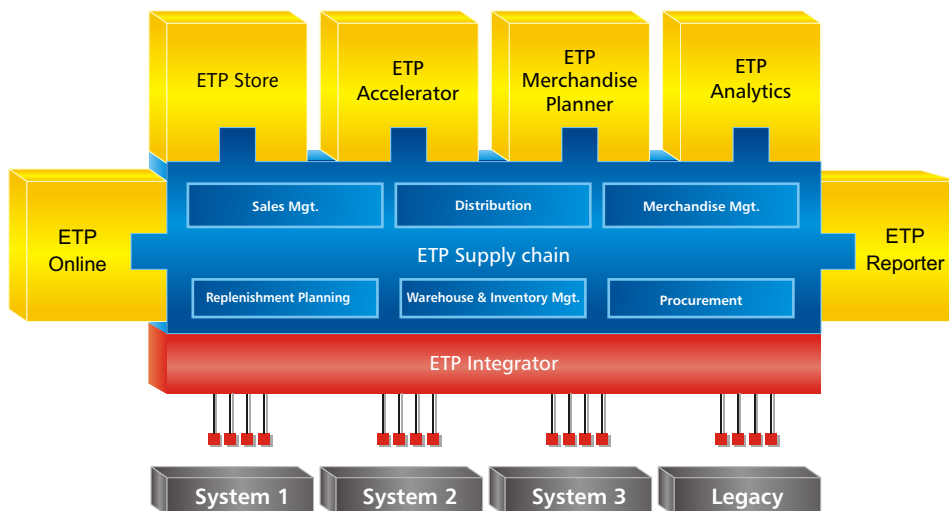 ETP Store
ETP
Accelerator
ETP
Merchandise
Planner
ETP
Analytics
ETP
Online
Sales Mgt.
Distribution
Merchandise Mgt.
ETP Supply chain
Replenishment Planning
Warehouse & Inventory Mgt.
Procurement
ETP
Reporter
ETP Integrator
System 1
System 2
System 3
Legacy